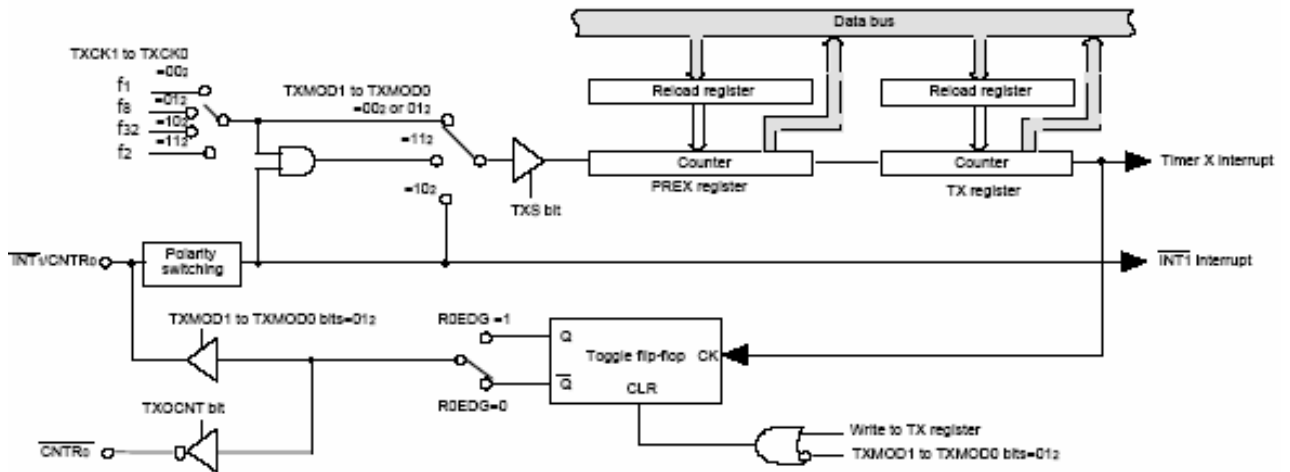 Data bus
TXCK1 to TXCK0
=00₂
f1
=01₂
f8
=10₂
f32
=11₂
f2
TXMOD1 to TXMOD0
=00₂ or 01₂
=11₂
=10₂
TXS bit
Reload register
Reload register
Counter
Counter
PREX register
TX register
Timer X interrupt
INT1/CNTR0
Polarity
switching
INT1 interrupt
TXMOD1 to TXMOD0 bits=01₂
R0EDG =1
Q
Toggle flip-flop
CK
Q
CLR
R0EDG=0
TXOCNT bit
CNTR0
Write to TX register
TXMOD1 to TXMOD0 bits=01₂